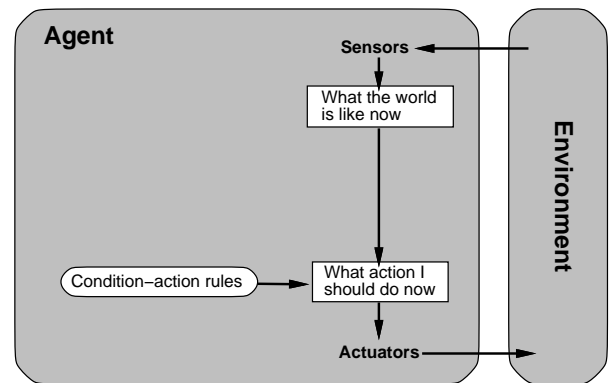 Agent
Sensors
What the world
is like now
Environment
Condition−action rules
What action I
should do now
Actuators